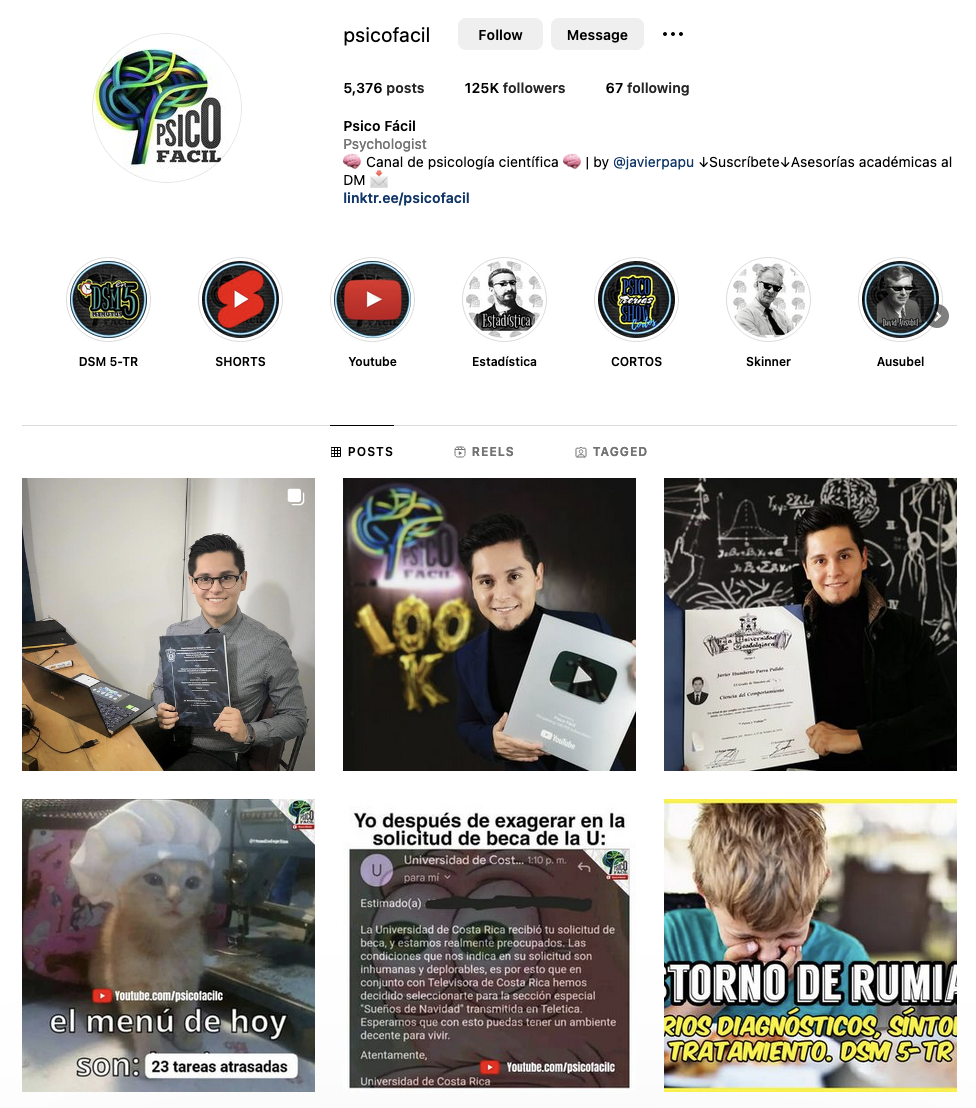 psicofacil
Follow
Message
5,376 posts
125K followers
67 following
Psico Fácil
Psychologist
🧠 Canal de psicología científica 🧠 | by @javierpapu ↓Suscríbete↓Asesorías académicas al
DM 📩
linktr.ee/psicofacil
PSICO
FACIL
DSM 5
SHOW
Cortos
Estadística
David Ausubel
DSM 5-TR
SHORTS
Youtube
Estadística
CORTOS
Skinner
Ausubel
POSTS
REELS
TAGGED
PSICO
FACIL
100
K
YouTube
Universidad
de Guadalajara
Javier Humberto Parra Pulido
Ciencia del Comportamiento
Youtube.com/psicofacilc
el menú de hoy
son: 23 tareas atrasadas
Yo después de exagerar en la
solicitud de beca de la U:
U
Universidad de Cost... 1:10 p. m.
para mí
Estimado(a)
La Universidad de Costa Rica recibió tu solicitud de
beca, y estamos realmente preocupados. Las
condiciones que nos indica en su solicitud son
inhumanas y deplorables, es por esto que en
conjunto con Televisora de Costa Rica hemos
decidido seleccionarte para la sección especial
"Sueños de Navidad" transmitida en Teletica.
Esperamos que con esto puedas tener un ambiente
decente para vivir.
Atentamente,
Youtube.com/psicofacilc
Universidad de Costa Rica
STORNO DE RUMIA
RIOS DIAGNÓSTICOS, SÍNTO
TRATAMIENTO. DSM 5-TR